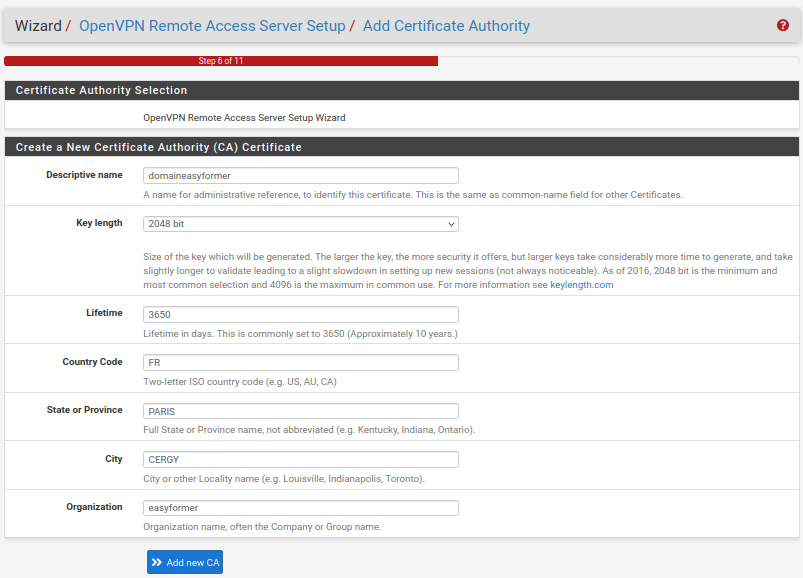 Wizard / OpenVPN Remote Access Server Setup / Add Certificate Authority
Step 6 of 11
Certificate Authority Selection
OpenVPN Remote Access Server Setup Wizard
Create a New Certificate Authority (CA) Certificate
Descriptive name
domaineasyformer
A name for administrative reference, to identify this certificate. This is the same as common-name field for other Certificates.
Key length
2048 bit
Size of the key which will be generated. The larger the key, the more security it offers, but larger keys take considerably more time to generate, and take
slightly longer to validate leading to a slight slowdown in setting up new sessions (not always noticeable). As of 2016, 2048 bit is the minimum and
most common selection and 4096 is the maximum in common use. For more information see keylength.com
Lifetime
3650
Lifetime in days. This is commonly set to 3650 (Approximately 10 years.)
Country Code
FR
Two-letter ISO country code (e.g. US, AU, CA)
State or Province
PARIS
Full State or Province name, not abbreviated (e.g. Kentucky, Indiana, Ontario).
City
CERGY
City or other Locality name (e.g. Louisville, Indianapolis, Toronto).
Organization
easyformer
Organization name, often the Company or Group name.
Add new CA